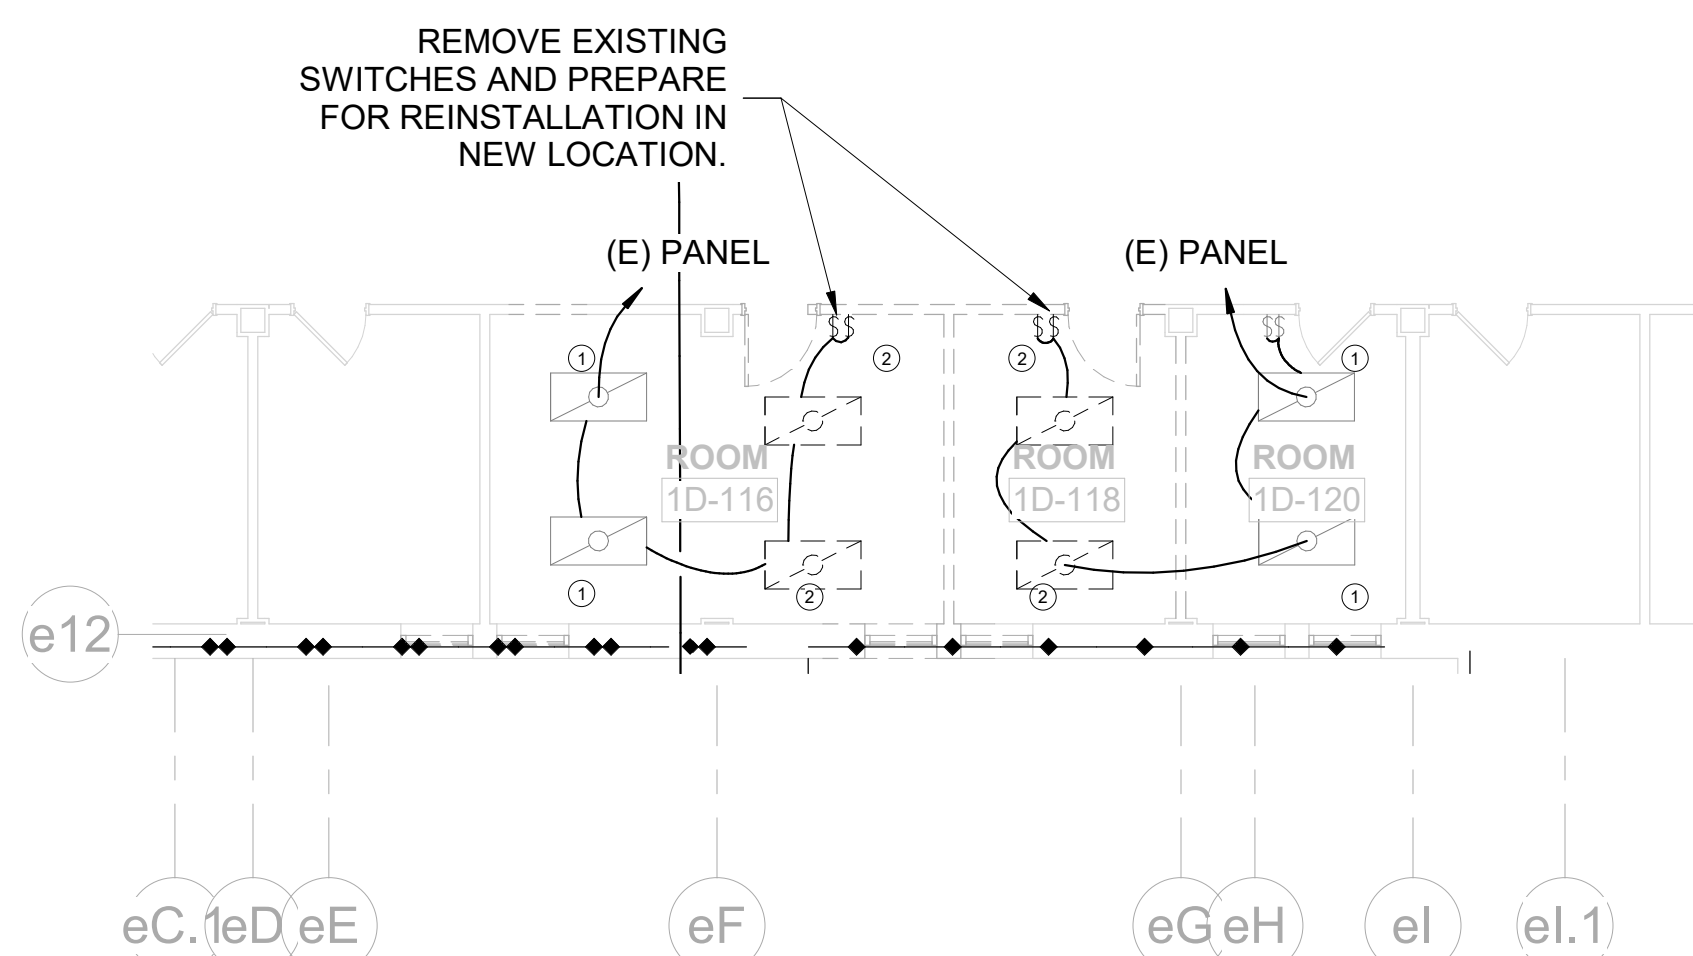 REMOVE EXISTING
SWITCHES AND PREPARE
FOR REINSTALLATION IN
NEW LOCATION.
(E) PANEL
(E) PANEL
$$
$$
$$
1
2
2
1
ROOM
1D-116
ROOM
1D-118
ROOM
1D-120
1
2
2
1
e12
eC.1
eD
eE
eF
eG
eH
eI
eI.1